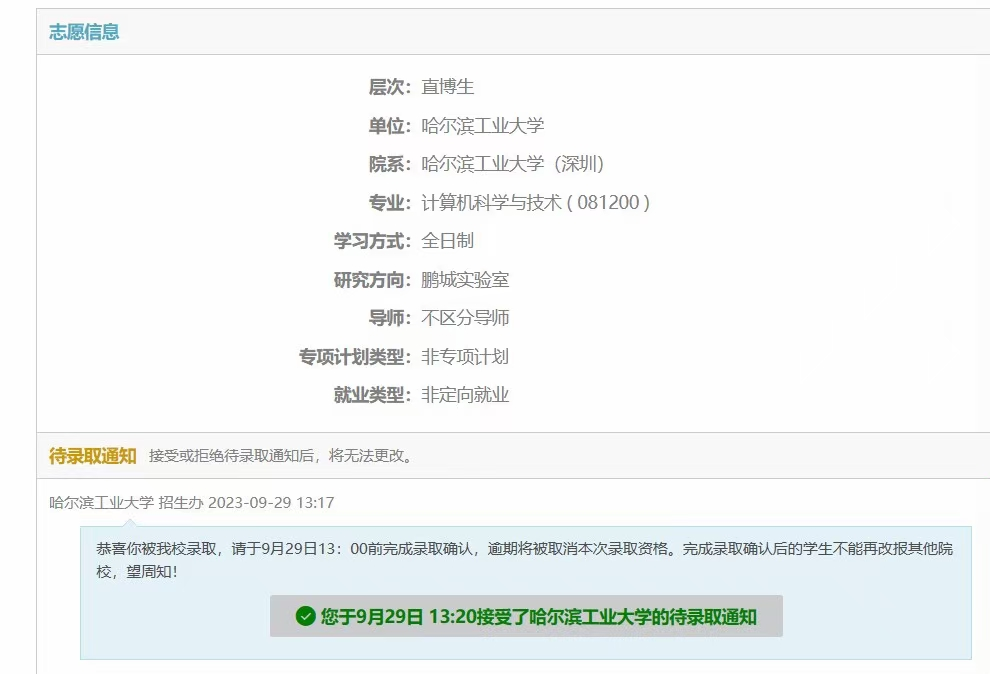 志愿信息
层次：直博生
单位：哈尔滨工业大学
院系：哈尔滨工业大学（深圳）
专业：计算机科学与技术 ( 081200 )
学习方式：全日制
研究方向：鹏城实验室
导师：不区分导师
专项计划类型：非专项计划
就业类型：非定向就业
待录取通知 接受或拒绝待录取通知后，将无法更改。
哈尔滨工业大学 招生办 2023-09-29 13:17
恭喜你被我校录取，请于9月29日13：00前完成录取确认，逾期将被取消本次录取资格。完成录取确认后的学生不能再改报其他院
校，望周知！
您于9月29日 13:20接受了哈尔滨工业大学的待录取通知